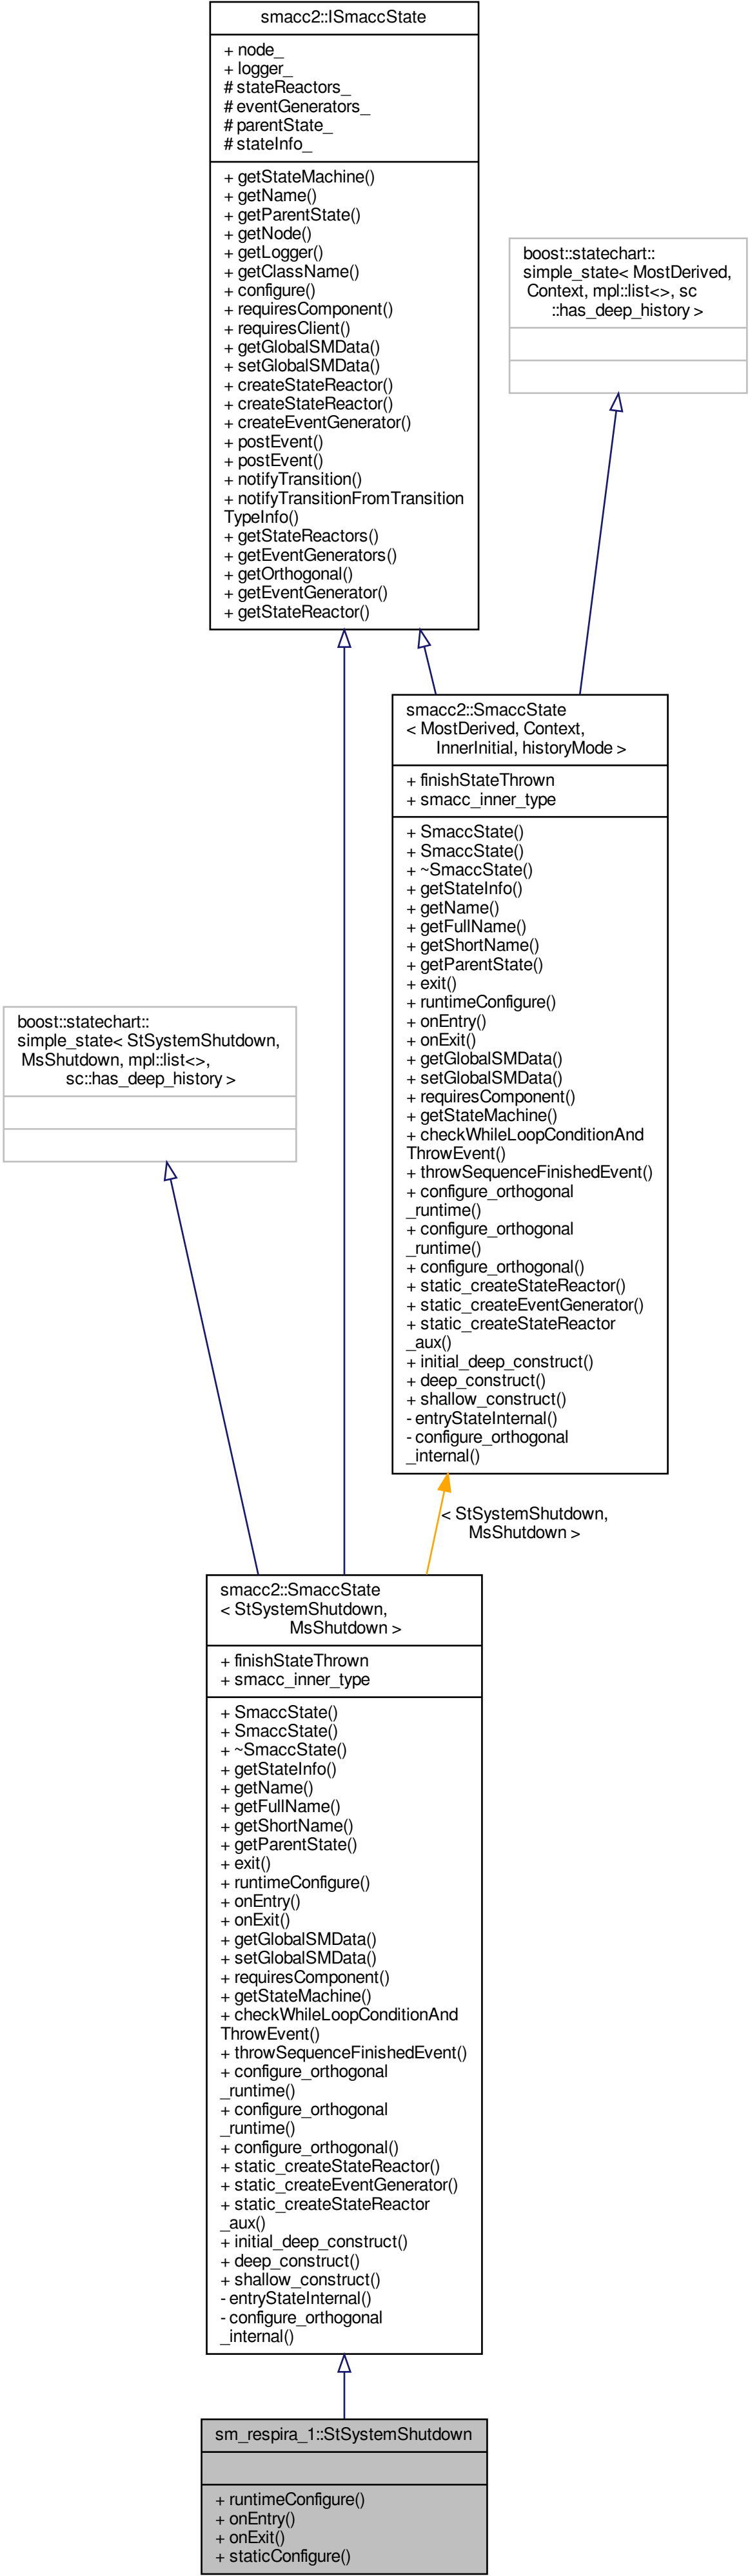 smacc2::ISmaccState
+ node_
+ logger_
# stateReactors_
# eventGenerators_
# parentState_
# stateInfo_
+ getStateMachine()
+ getName()
+ getParentState()
+ getNode()
+ getLogger()
+ getClassName()
+ configure()
+ requiresComponent()
+ requiresClient()
+ getGlobalSMData()
+ setGlobalSMData()
+ createStateReactor()
+ createStateReactor()
+ createEventGenerator()
+ postEvent()
+ postEvent()
+ notifyTransition()
+ notifyTransitionFromTransition
TypeInfo()
+ getStateReactors()
+ getEventGenerators()
+ getOrthogonal()
+ getEventGenerator()
+ getStateReactor()
boost::statechart::
simple_state< MostDerived,
Context, mpl::list<>, sc
::has_deep_history >
smacc2::SmaccState
< MostDerived, Context,
InnerInitial, historyMode >
+ finishStateThrown
+ smacc_inner_type
+ SmaccState()
+ SmaccState()
+ ~SmaccState()
+ getStateInfo()
+ getName()
+ getFullName()
+ getShortName()
+ getParentState()
+ exit()
+ runtimeConfigure()
+ onEntry()
+ onExit()
+ getGlobalSMData()
+ setGlobalSMData()
+ requiresComponent()
+ getStateMachine()
+ checkWhileLoopConditionAnd
ThrowEvent()
+ throwSequenceFinishedEvent()
+ configure_orthogonal
_runtime()
+ configure_orthogonal
_runtime()
+ configure_orthogonal()
+ static_createStateReactor()
+ static_createEventGenerator()
+ static_createStateReactor
_aux()
+ initial_deep_construct()
+ deep_construct()
+ shallow_construct()
- entryStateInternal()
- configure_orthogonal
_internal()
boost::statechart::
simple_state< StSystemShutdown,
MsShutdown, mpl::list<>,
sc::has_deep_history >
< StSystemShutdown,
MsShutdown >
smacc2::SmaccState
< StSystemShutdown,
MsShutdown >
+ finishStateThrown
+ smacc_inner_type
+ SmaccState()
+ SmaccState()
+ ~SmaccState()
+ getStateInfo()
+ getName()
+ getFullName()
+ getShortName()
+ getParentState()
+ exit()
+ runtimeConfigure()
+ onEntry()
+ onExit()
+ getGlobalSMData()
+ setGlobalSMData()
+ requiresComponent()
+ getStateMachine()
+ checkWhileLoopConditionAnd
ThrowEvent()
+ throwSequenceFinishedEvent()
+ configure_orthogonal
_runtime()
+ configure_orthogonal
_runtime()
+ configure_orthogonal()
+ static_createStateReactor()
+ static_createEventGenerator()
+ static_createStateReactor
_aux()
+ initial_deep_construct()
+ deep_construct()
+ shallow_construct()
- entryStateInternal()
- configure_orthogonal
_internal()
sm_respira_1::StSystemShutdown
+ runtimeConfigure()
+ onEntry()
+ onExit()
+ staticConfigure()